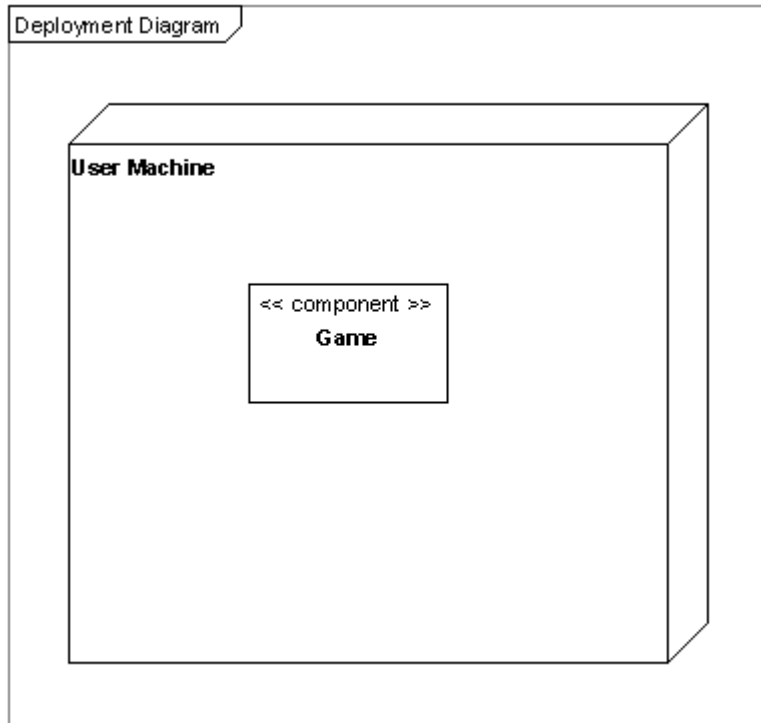 Deployment Diagram
User Machine
<< component >>
Game